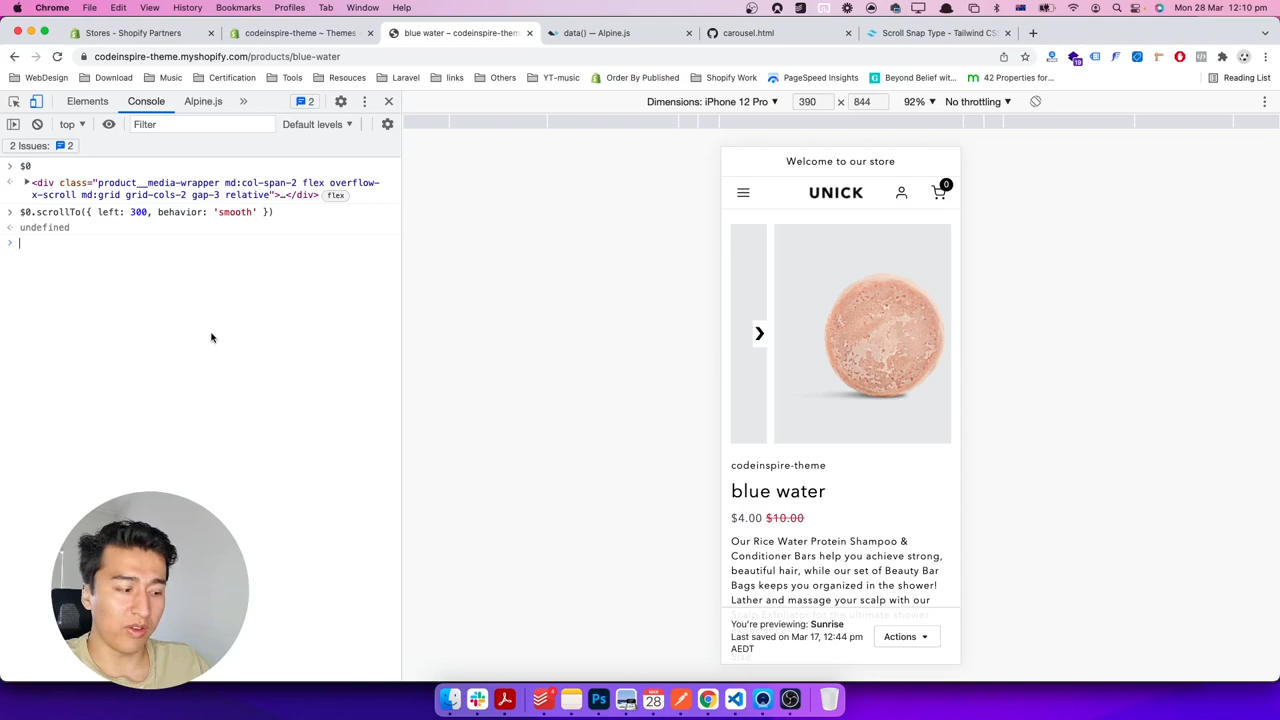 Chrome File Edit View History Bookmarks Profiles Tab Window Help Mon 28 Mar 12:10 pm
Stores - Shopify Partners codeinspire-theme ~ Themes blue water – codeinspire-them data() — Alpine.js carousel.html Scroll Snap Type - Tailwind CS
codeinspire-theme.myshopify.com/products/blue-water
WebDesign Download Music Certification Tools Resouces Laravel links Others YT-music Order By Published Shopify Work PageSpeed Insights Beyond Belief wit... 42 Properties for... Reading List
Elements Console Alpine.js 2
Dimensions: iPhone 12 Pro 390 × 844 92% No throttling
top Filter Default levels
2 Issues: 2
$0
<div class="product__media-wrapper md:col-span-2 flex overflow-
x-scroll md:grid grid-cols-2 gap-3 relative">…</div> flex
$0.scrollTo({ left: 300, behavior: 'smooth' })
undefined
Welcome to our store
UNICK 0
codeinspire-theme
blue water
$4.00 $10.00
Our Rice Water Protein Shampoo &
Conditioner Bars help you achieve strong,
beautiful hair, while our set of Beauty Bar
Bags keeps you organized in the shower!
Lather and massage your scalp with our
Scalp Exfoliator for the ultimate shower
You're previewing: Sunrise
Last saved on Mar 17, 12:44 pm
AEDT
Actions